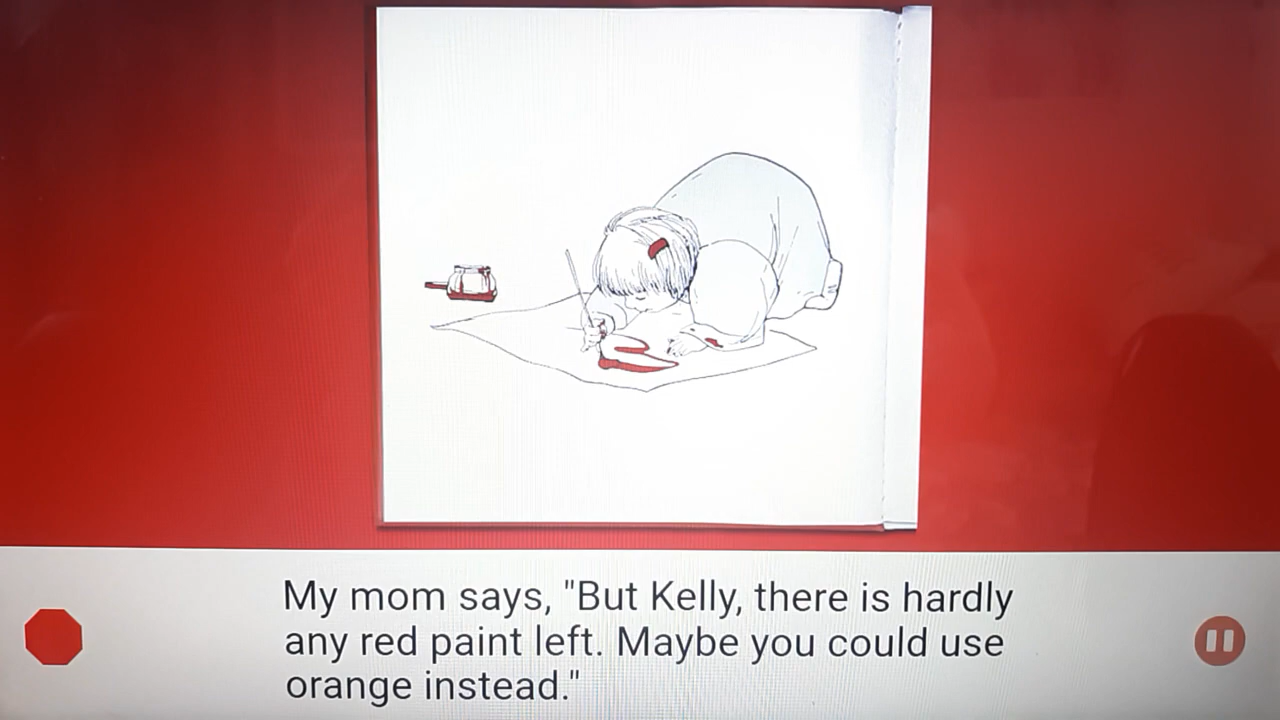 My mom says, "But Kelly, there is hardly
any red paint left. Maybe you could use
orange instead."